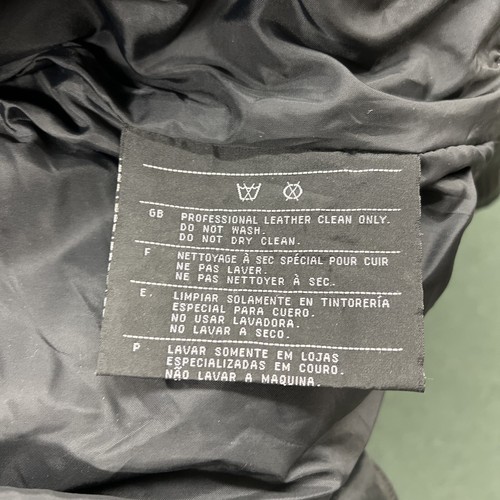 GB PROFESSIONAL LEATHER CLEAN ONLY.
DO NOT WASH.
DO NOT DRY CLEAN.
F NETTOYAGE À SEC SPÉCIAL POUR CUIR
NE PAS LAVER.
NE PAS NETTOYER À SEC.
E. LIMPIAR SOLAMENTE EN TINTORERÍA
ESPECIAL PARA CUERO.
NO USAR LAVADORA.
NO LAVAR A SECO.
P LAVAR SOMENTE EM LOJAS
ESPECIALIZADAS EM COURO.
NÃO LAVAR A MAQUINA.